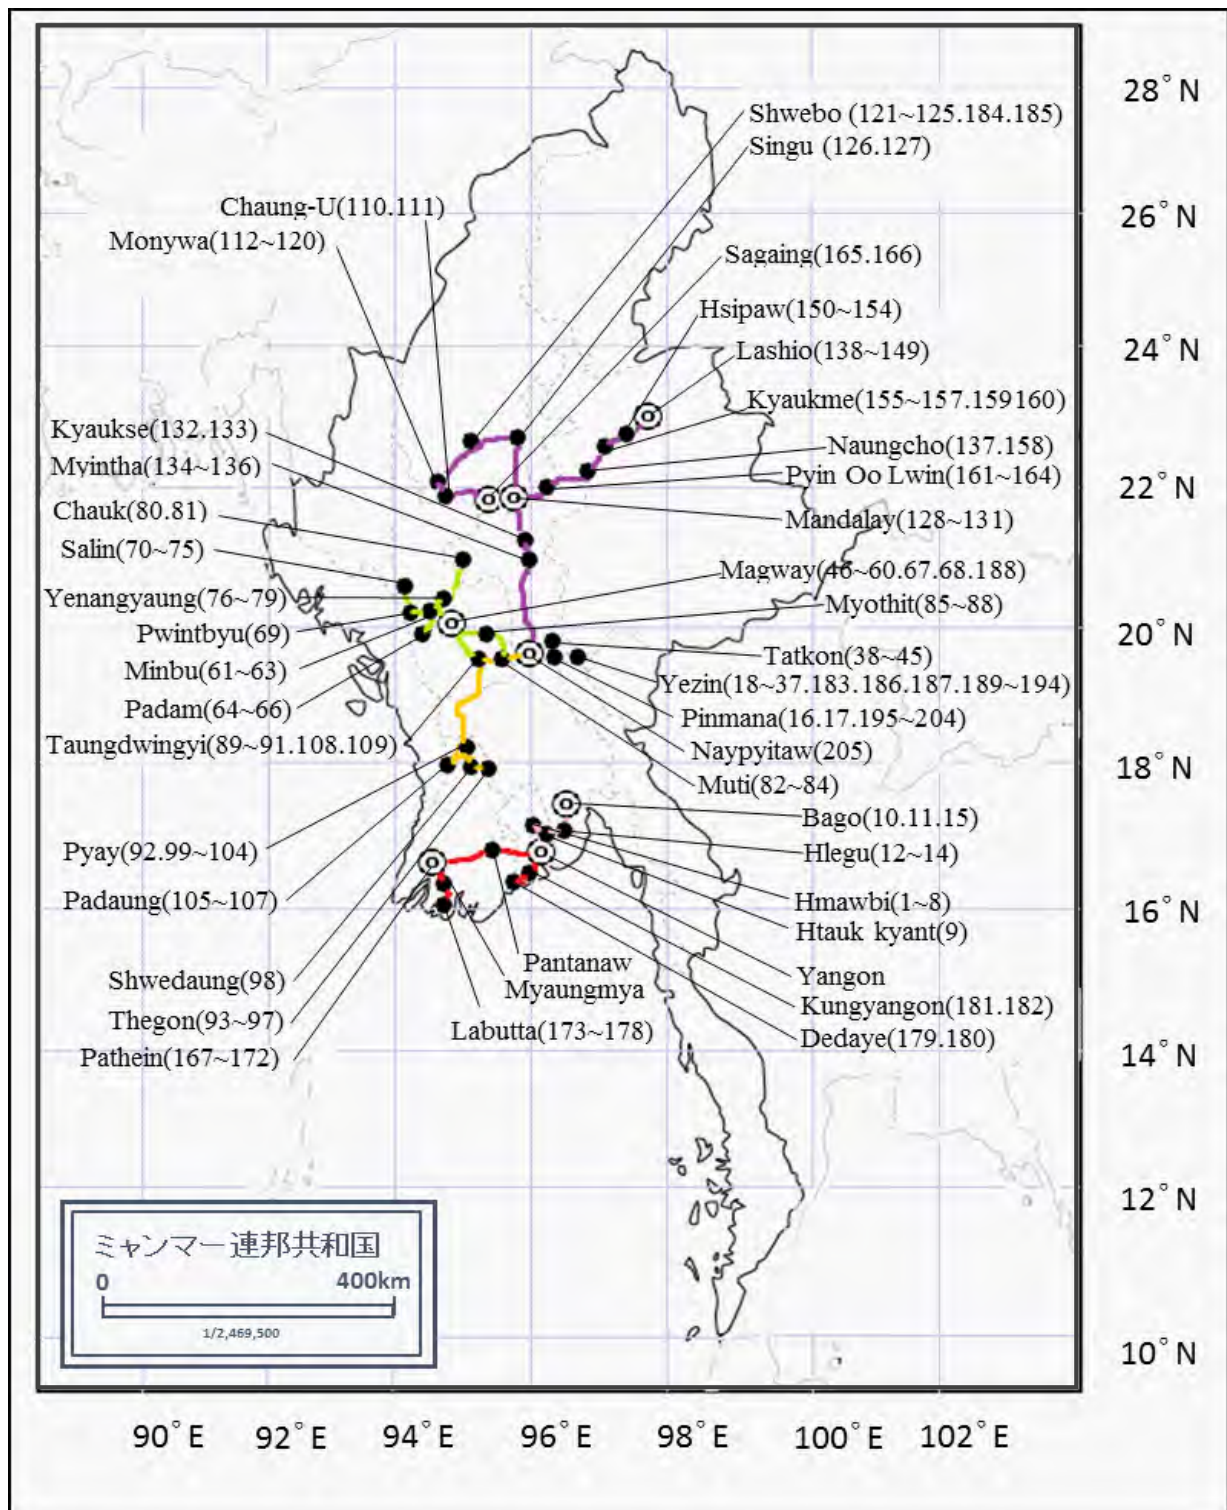 28°N
Shwebo (121~125.184.185)
Singu (126.127)
Chaung-U(110.111)
26°N
Monywa(112~120)
Sagaing(165.166)
Hsipaw(150~154)
24°N
Lashio(138~149)
Kyaukme(155~157.159160)
Kyaukse(132.133)
Naungcho(137.158)
Myintha(134~136)
Pyin Oo Lwin(161~164)
22°N
Chauk(80.81)
Mandalay(128~131)
Salin(70~75)
Magway(46~60.67.68.188)
Yenangyaung(76~79)
Myothit(85~88)
Pwintbyu(69)
20°N
Tatkon(38~45)
Minbu(61~63)
Yezin(18~37.183.186.187.189~194)
Padam(64~66)
Pinmana(16.17.195~204)
Taungdwingyi(89~91.108.109)
Naypyitaw(205)
18°N
Muti(82~84)
Bago(10.11.15)
Pyay(92.99~104)
Hlegu(12~14)
Padaung(105~107)
Hmawbi(1~8)
16°N
Htauk kyant(9)
Pantanaw
Shwedaung(98)
Yangon
Myaungmya
Kungyangon(181.182)
Thegon(93~97)
Labutta(173~178)
Dedaye(179.180)
Pathein(167~172)
14°N
12°N
ミャンマー連邦共和国
0 400km
1/2,469,500
10°N
90°E 92°E 94°E 96°E 98°E 100°E 102°E